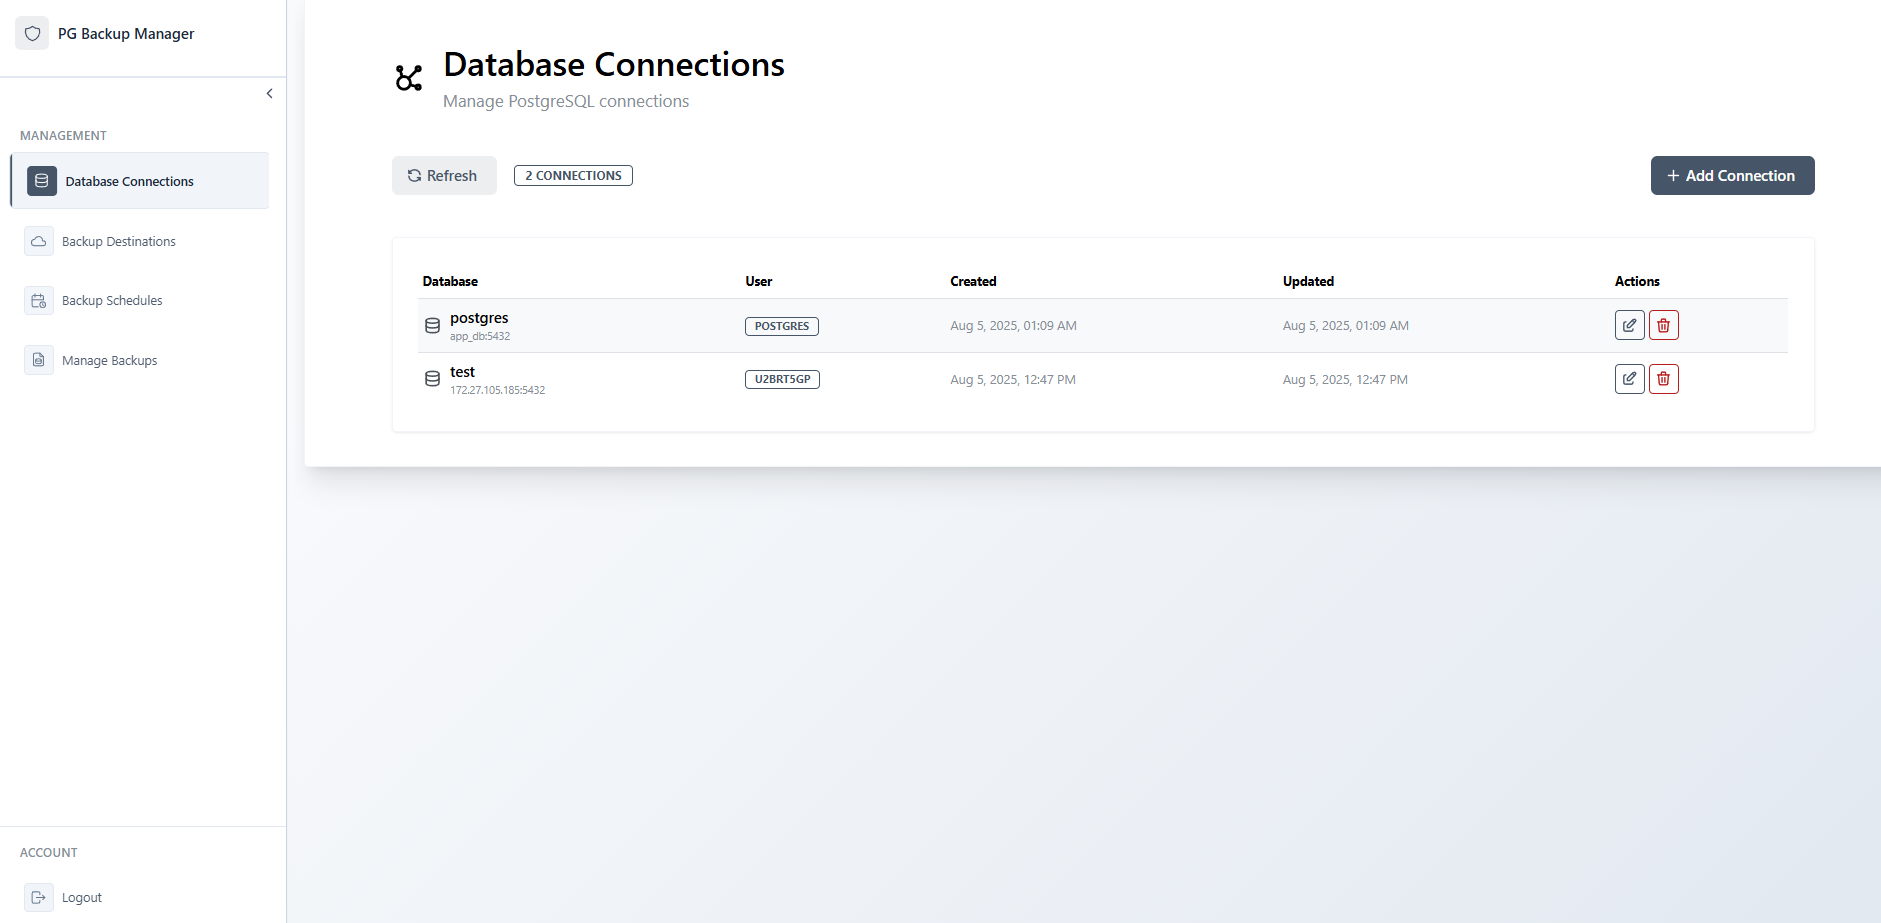 PG Backup Manager
MANAGEMENT
Database Connections
Backup Destinations
Backup Schedules
Manage Backups
ACCOUNT
Logout
Database Connections
Manage PostgreSQL connections
Refresh
2 CONNECTIONS
+ Add Connection
Database User Created Updated Actions
postgres
app_db:5432
POSTGRES Aug 5, 2025, 01:09 AM Aug 5, 2025, 01:09 AM
test
172.27.105.185:5432
U2BRT5GP Aug 5, 2025, 12:47 PM Aug 5, 2025, 12:47 PM